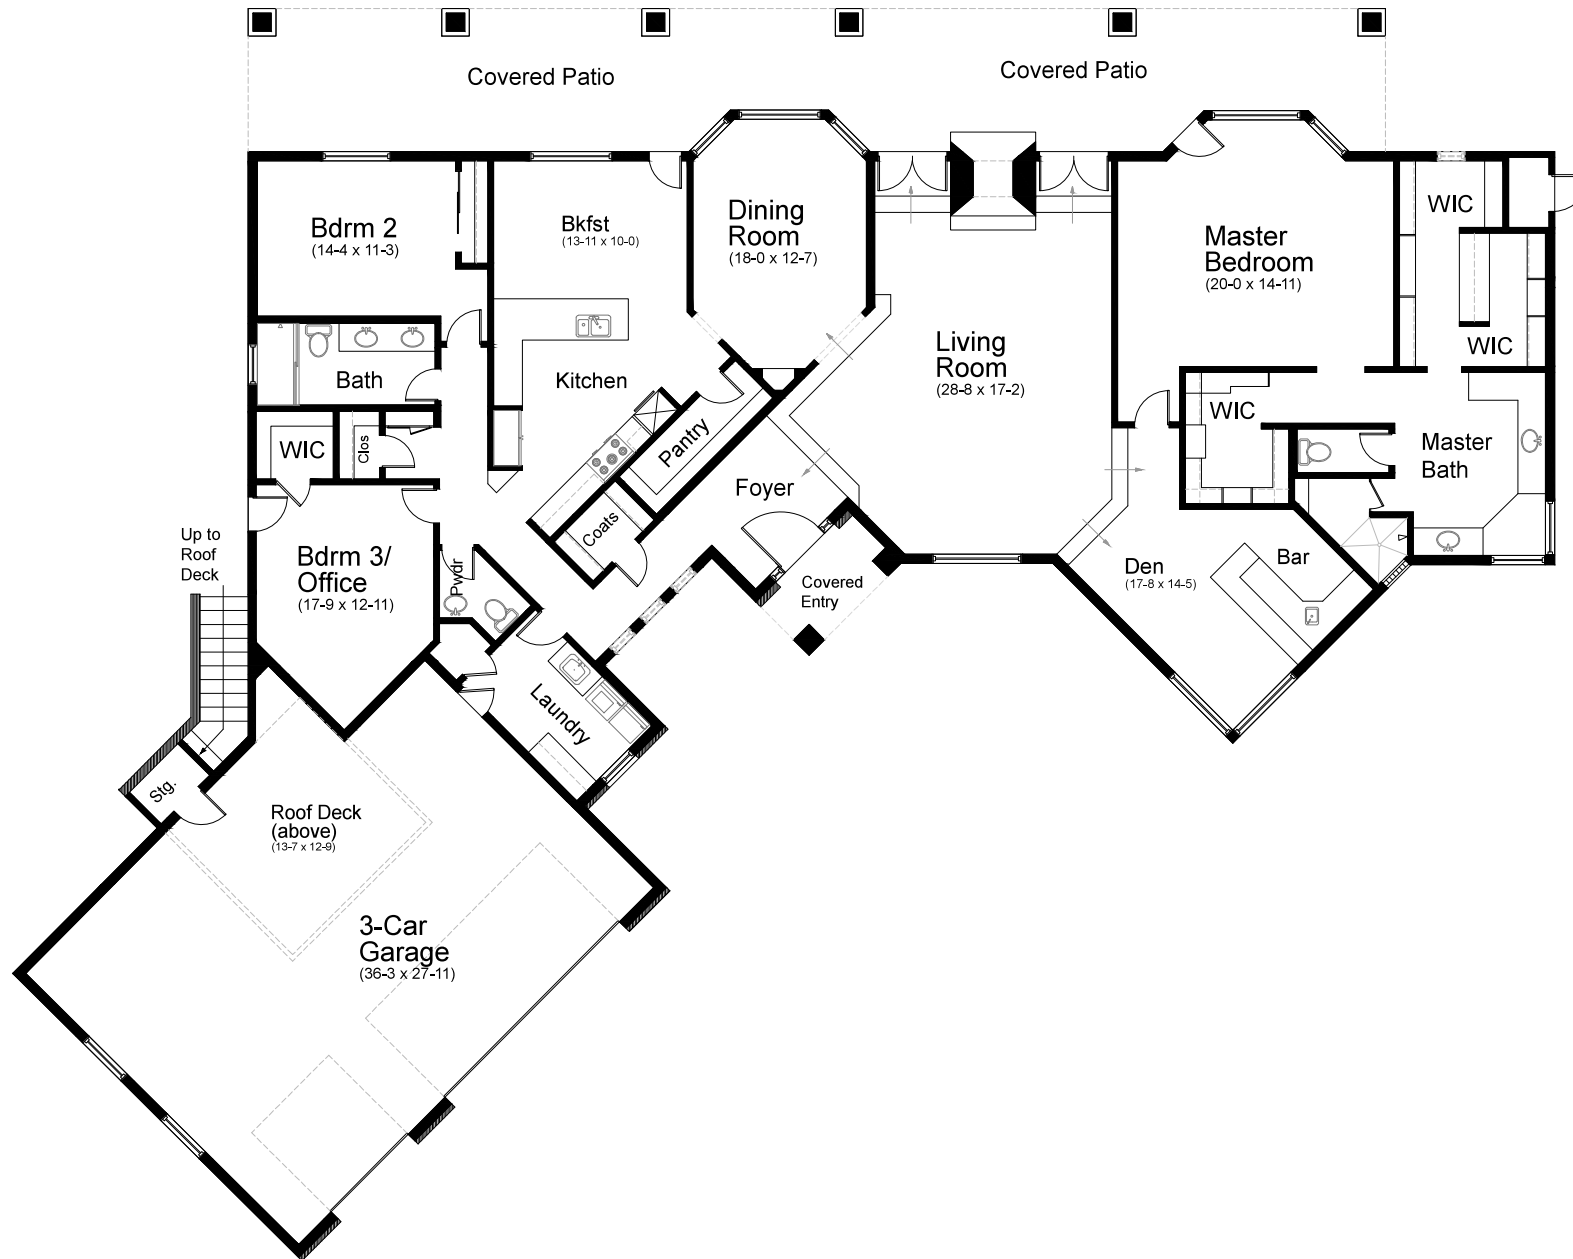 Covered Patio
Covered Patio
Bdrm 2
(14-4 x 11-3)
Bkfst
(13-11 x 10-0)
Dining
Room
(18-0 x 12-7)
Master
Bedroom
(20-0 x 14-11)
WIC
WIC
Living
Room
(28-8 x 17-2)
Bath
Kitchen
WIC
Master
Bath
WIC
Clos
Pantry
Foyer
Coats
Up to
Roof
Deck
Bdrm 3/
Office
(17-9 x 12-11)
Pwdr
Covered
Entry
Den
(17-8 x 14-5)
Bar
Laundry
Stg.
Roof Deck
(above)
(13-7 x 12-9)
3-Car
Garage
(36-3 x 27-11)